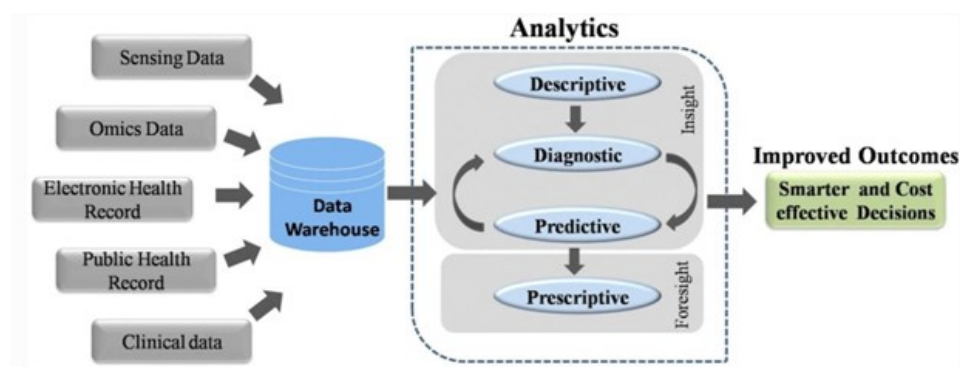 Analytics
Sensing Data
Omics Data
Electronic Health
Record
Public Health
Record
Clinical data
Data
Warehouse
Descriptive
Diagnostic
Predictive
Insight
Prescriptive
Foresight
Improved Outcomes
Smarter and Cost
effective Decisions